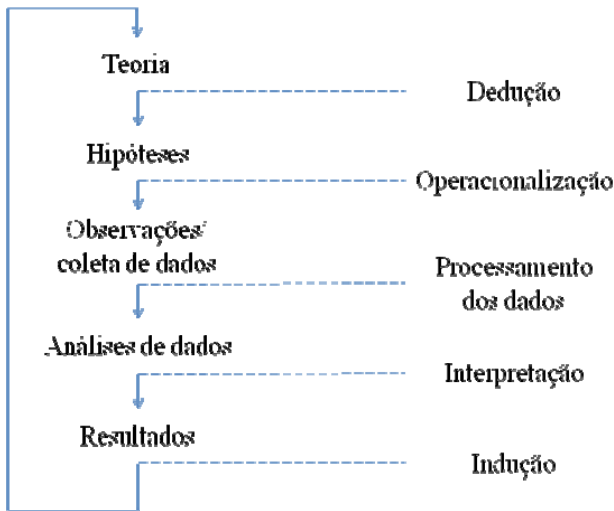 Teoria
Dedução
Hipóteses
Operacionalização
Observações/
coleta de dados
Processamento
dos dados
Análises de dados
Interpretação
Resultados
Indução